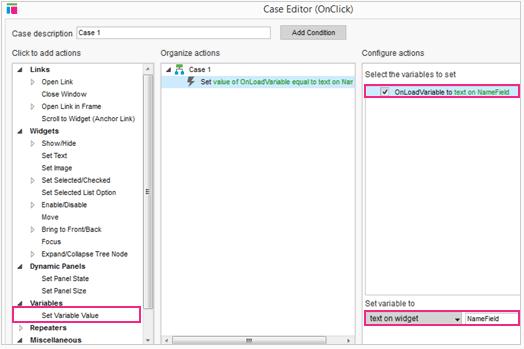 Case Editor (OnClick)
Case description
Case 1
Add Condition
Click to add actions
Links
Open Link
Close Window
Open Link in Frame
Scroll to Widget (Anchor Link)
Widgets
Show/Hide
Set Text
Set Image
Set Selected/Checked
Set Selected List Option
Enable/Disable
Move
Bring to Front/Back
Focus
Expand/Collapse Tree Node
Dynamic Panels
Set Panel State
Set Panel Size
Variables
Set Variable Value
Repeaters
Miscellaneous
Organize actions
Case 1
Set value of OnLoadVariable equal to text on Nar
Configure actions
Select the variables to set
OnLoadVariable to text on NameField
Set variable to
text on widget
NameField